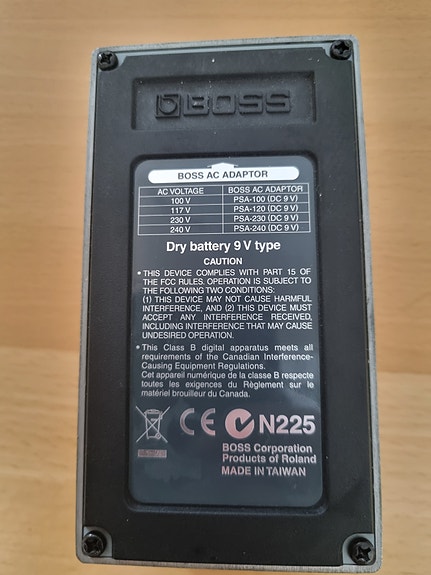 BOSS
BOSS AC ADAPTOR
AC VOLTAGE BOSS AC ADAPTOR
100 V PSA-100 (DC 9 V)
117 V PSA-120 (DC 9 V)
230 V PSA-230 (DC 9 V)
240 V PSA-240 (DC 9 V)
Dry battery 9 V type
CAUTION
• THIS DEVICE COMPLIES WITH PART 15 OF
THE FCC RULES. OPERATION IS SUBJECT TO
THE FOLLOWING TWO CONDITIONS:
(1) THIS DEVICE MAY NOT CAUSE HARMFUL
INTERFERENCE, AND (2) THIS DEVICE MUST
ACCEPT ANY INTERFERENCE RECEIVED,
INCLUDING INTERFERENCE THAT MAY CAUSE
UNDESIRED OPERATION.
• This Class B digital apparatus meets all
requirements of the Canadian Interference-
Causing Equipment Regulations.
Cet appareil numérique de la classe B respecte
toutes les exigences du Règlement sur le
matériel brouilleur du Canada.
CE N225
BOSS Corporation
Products of Roland
MADE IN TAIWAN